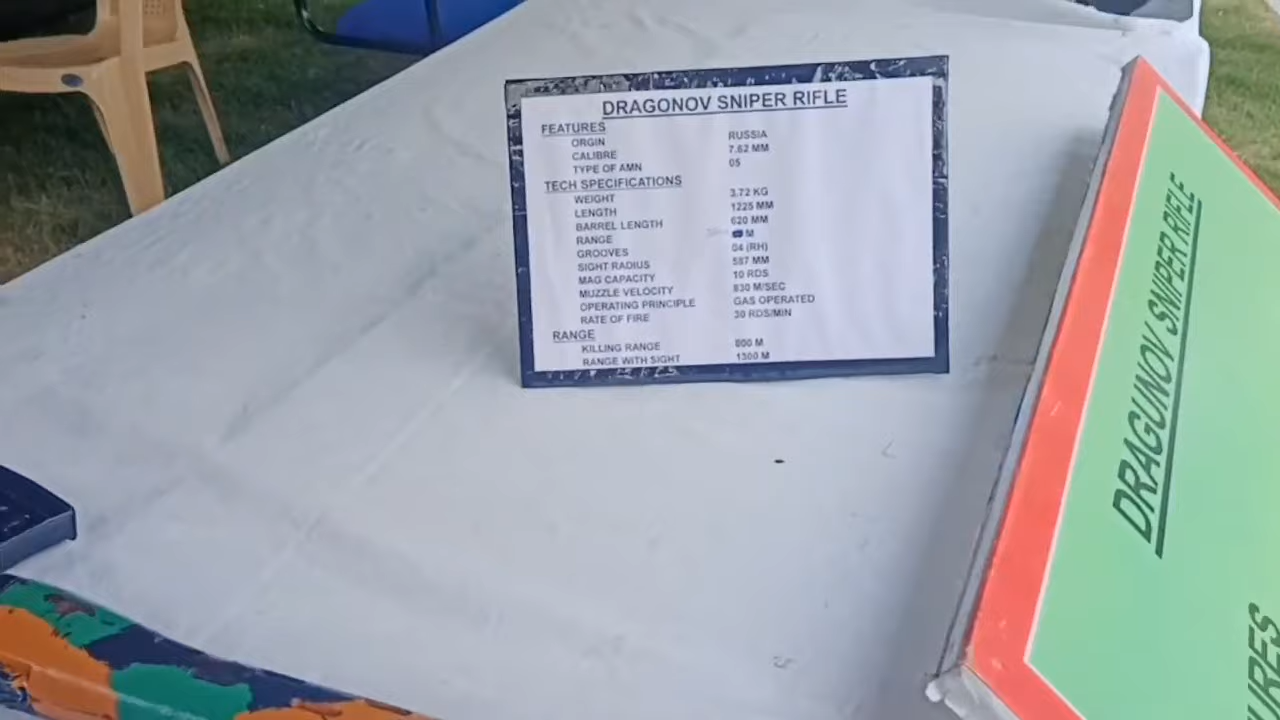 DRAGONOV SNIPER RIFLE
FEATURES
ORGIN RUSSIA
CALIBRE 7.62 MM
TYPE OF AMN 05
TECH SPECIFICATIONS
WEIGHT 3.72 KG
LENGTH 1225 MM
BARREL LENGTH 620 MM
RANGE M
GROOVES 04 (RH)
SIGHT RADIUS 587 MM
MAG CAPACITY 10 RDS
MUZZLE VELOCITY 830 M/SEC
OPERATING PRINCIPLE GAS OPERATED
RATE OF FIRE 30 RDS/MIN
RANGE
KILLING RANGE 800 M
RANGE WITH SIGHT 1300 M
DRAGUNOV SNIPER RIFLE
URES